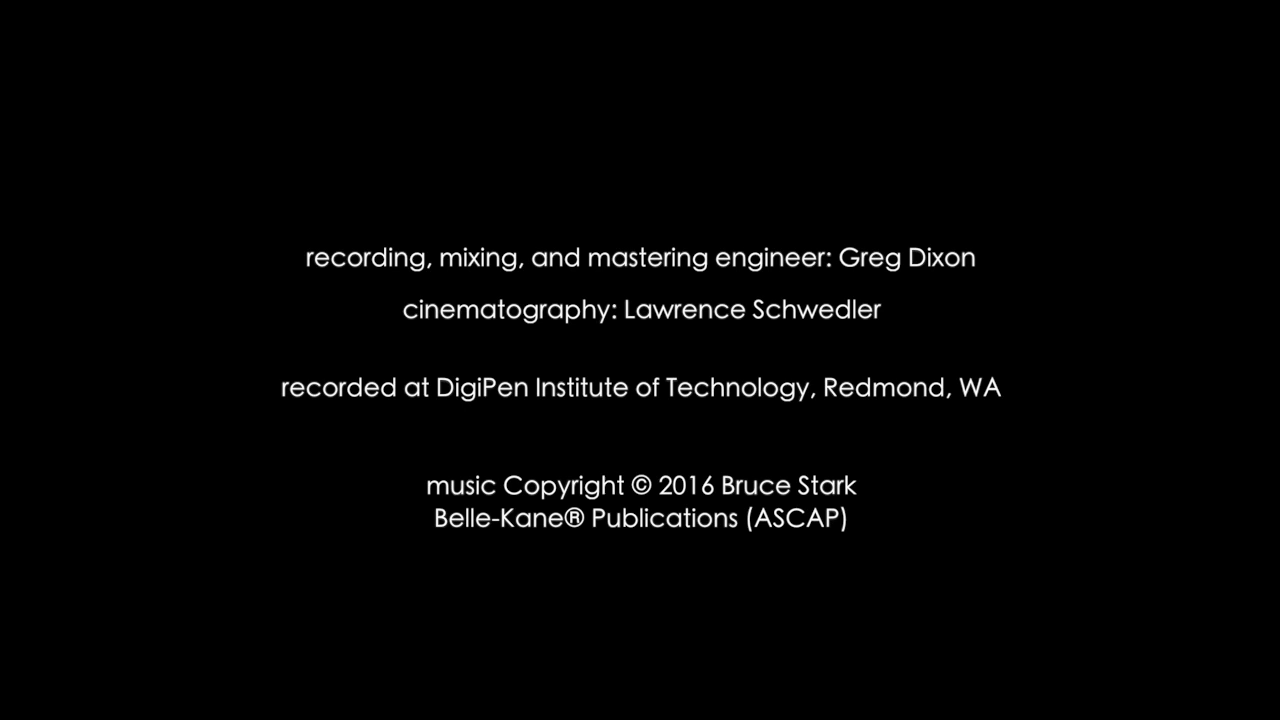 recording, mixing, and mastering engineer: Greg Dixon
cinematography: Lawrence Schwedler
recorded at DigiPen Institute of Technology, Redmond, WA
music Copyright © 2016 Bruce Stark
Belle-Kane® Publications (ASCAP)